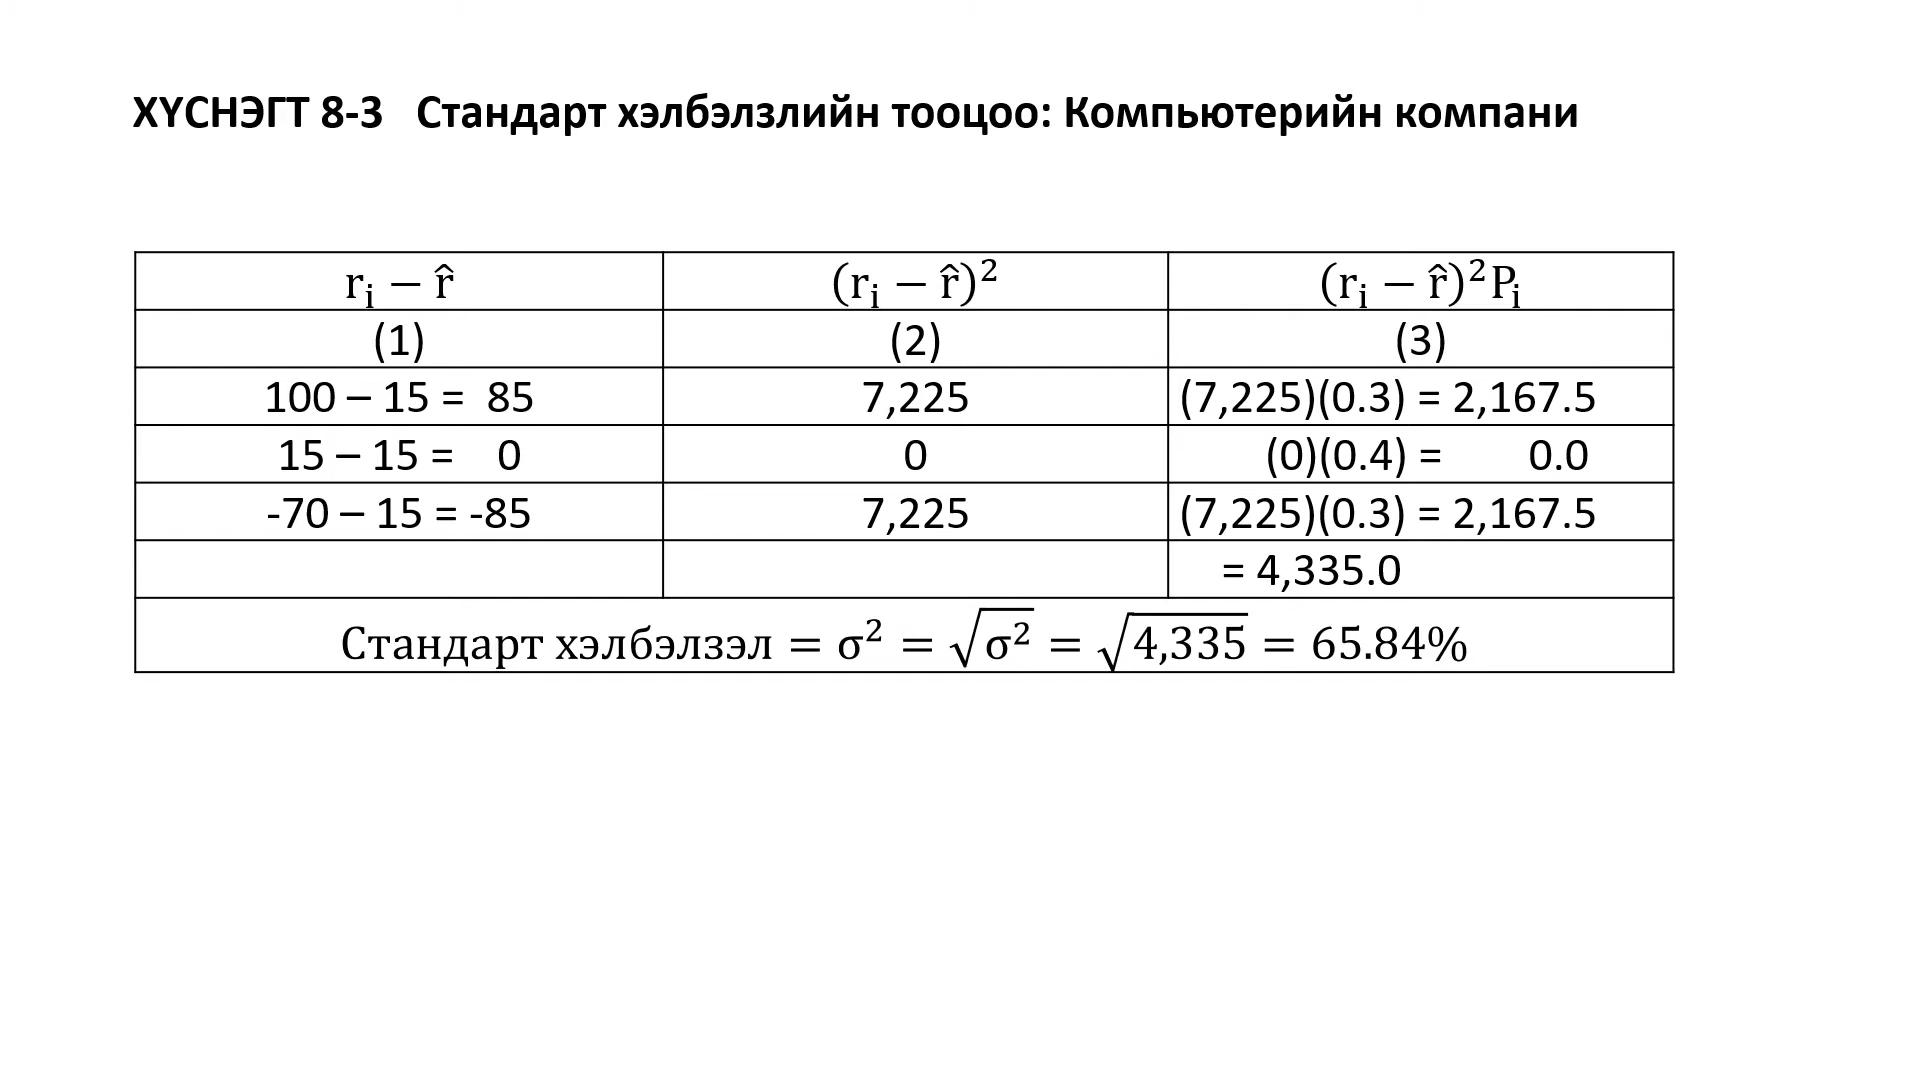 ХҮСНЭГТ 8-3 Стандарт хэлбэлзлийн тооцоо: Компьютерийн компани
rᵢ − r̂ (rᵢ − r̂)² (rᵢ − r̂)²Pᵢ
(1) (2) (3)
100 – 15 = 85 7,225 (7,225)(0.3) = 2,167.5
15 – 15 = 0 0 (0)(0.4) = 0.0
-70 – 15 = -85 7,225 (7,225)(0.3) = 2,167.5
= 4,335.0
Стандарт хэлбэлзэл = σ² = √σ² = √4,335 = 65.84%